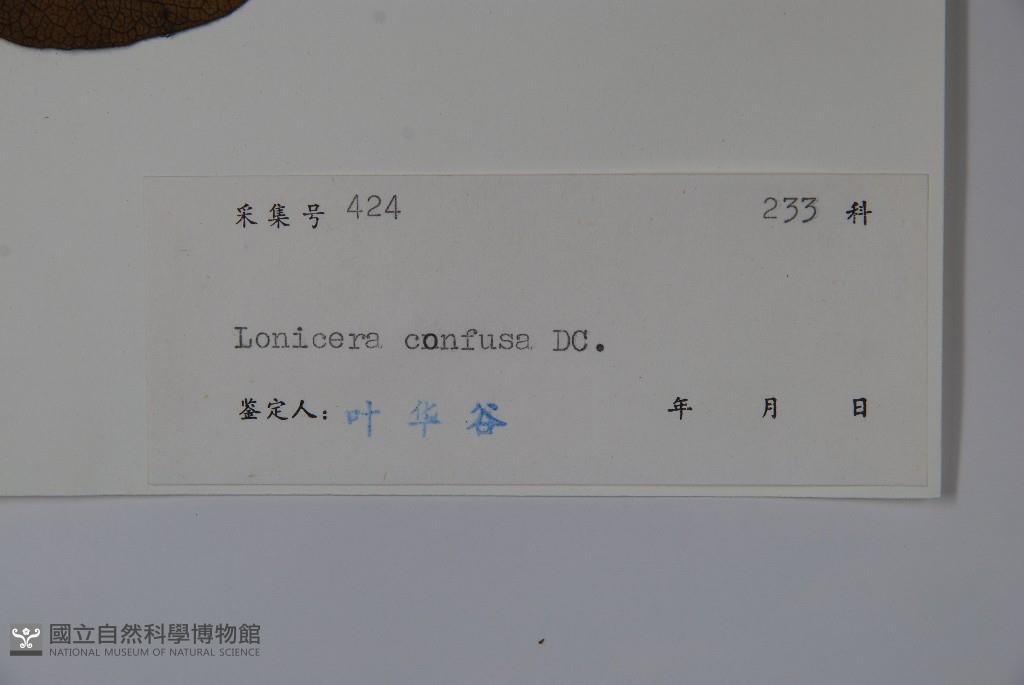 采集号 424 233 科
Lonicera confusa DC.
鉴定人: 叶华谷 年 月 日
國立自然科學博物館
NATIONAL MUSEUM OF NATURAL SCIENCE